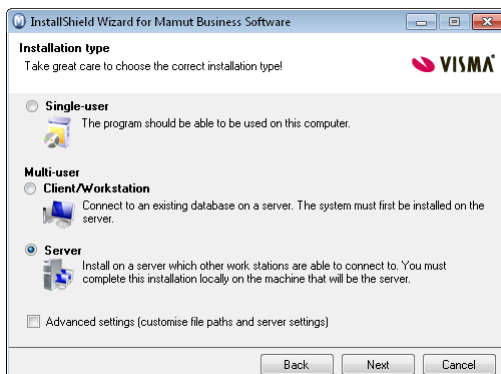 InstallShield Wizard for Mamut Business Software
Installation type
Take great care to choose the correct installation type!
VISMA
Single-user
The program should be able to be used on this computer.
Multi-user
Client/Workstation
Connect to an existing database on a server. The system must first be installed on the
server.
Server
Install on a server which other work stations are able to connect to. You must
complete this installation locally on the machine that will be the server.
Advanced settings (customise file paths and server settings)
Back Next Cancel